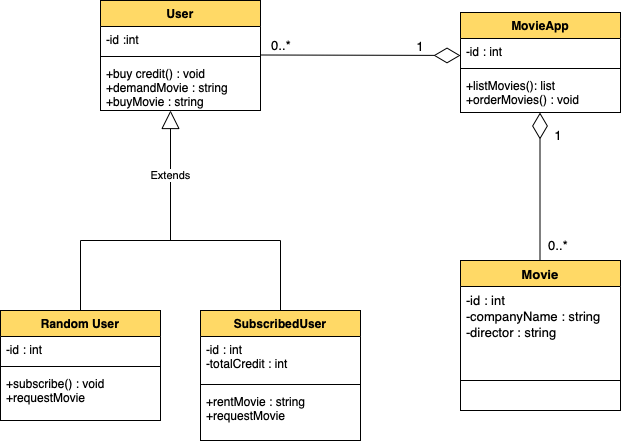 User
-id :int
+buy credit() : void
+demandMovie : string
+buyMovie : string
0..*
1
MovieApp
-id : int
+listMovies(): list
+orderMovies() : void
1
Extends
0..*
Movie
-id : int
-companyName : string
-director : string
Random User
-id : int
+subscribe() : void
+requestMovie
SubscribedUser
-id : int
-totalCredit : int
+rentMovie : string
+requestMovie